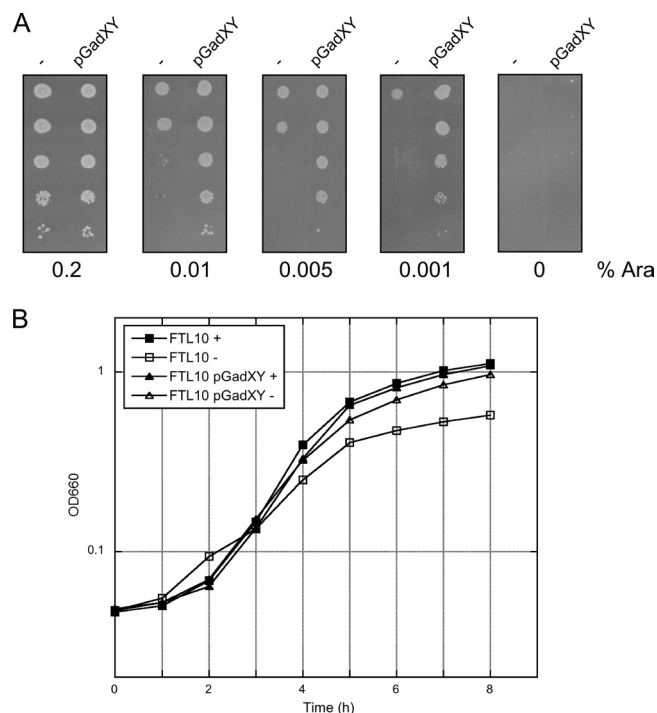 A
- pGadXY - pGadXY - pGadXY - pGadXY - pGadXY
0.2 0.01 0.005 0.001 0 % Ara
B
FTL10 +
FTL10 -
FTL10 pGadXY +
FTL10 pGadXY -
1
0.1
OD660
0 2 4 6 8
Time (h)